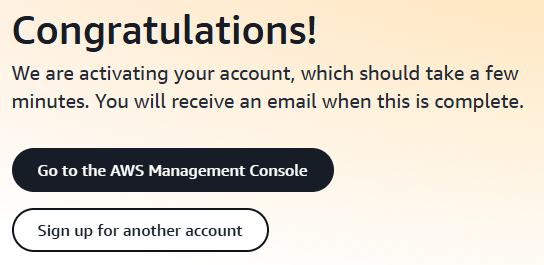 Congratulations!
We are activating your account, which should take a few
minutes. You will receive an email when this is complete.
Go to the AWS Management Console
Sign up for another account